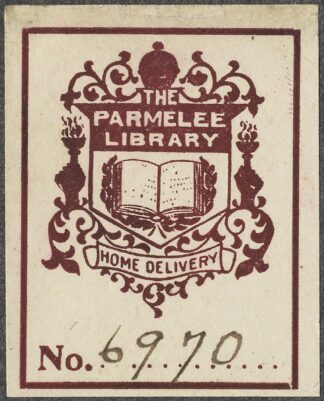 THE
PARMELEE
LIBRARY
HOME DELIVERY
No. 6970